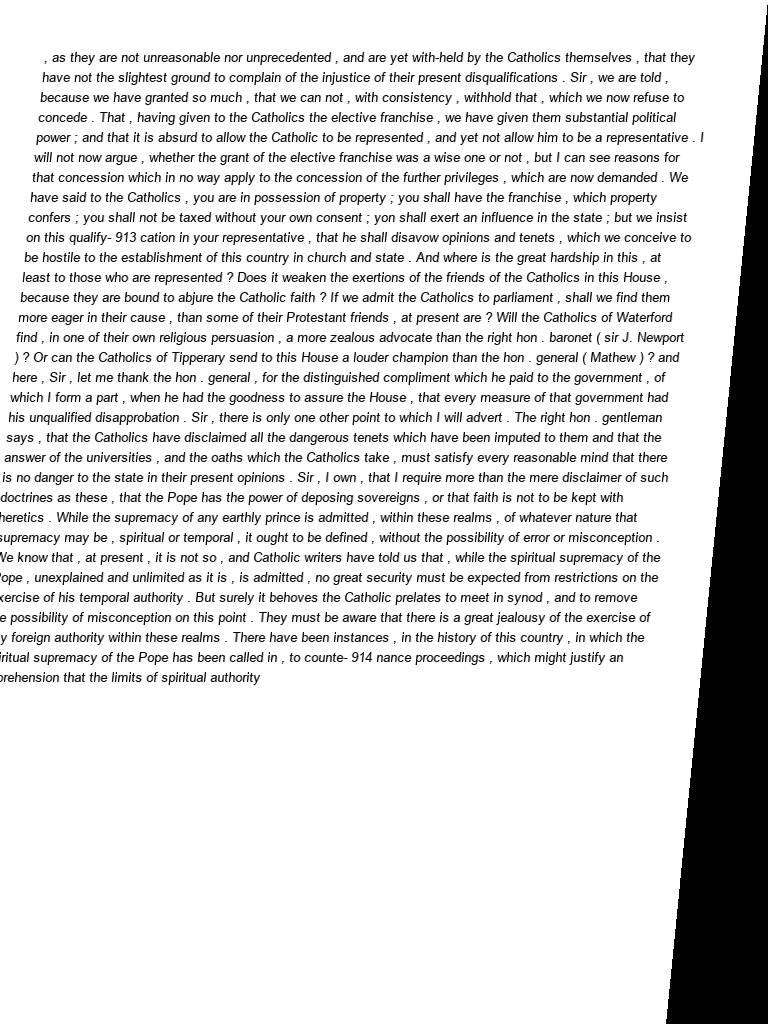 , as they are not unreasonable nor unprecedented , and are yet with-held by the Catholics themselves , that they
have not the slightest ground to complain of the injustice of their present disqualifications . Sir , we are told ,
because we have granted so much , that we can not , with consistency , withhold that , which we now refuse to
concede . That , having given to the Catholics the elective franchise , we have given them substantial political
power ; and that it is absurd to allow the Catholic to be represented , and yet not allow him to be a representative . I
will not now argue , whether the grant of the elective franchise was a wise one or not , but I can see reasons for
that concession which in no way apply to the concession of the further privileges , which are now demanded . We
have said to the Catholics , you are in possession of property ; you shall have the franchise , which property
confers ; you shall not be taxed without your own consent ; yon shall exert an influence in the state ; but we insist
on this qualify- 913 cation in your representative , that he shall disavow opinions and tenets , which we conceive to
be hostile to the establishment of this country in church and state . And where is the great hardship in this , at
least to those who are represented ? Does it weaken the exertions of the friends of the Catholics in this House ,
because they are bound to abjure the Catholic faith ? If we admit the Catholics to parliament , shall we find them
more eager in their cause , than some of their Protestant friends , at present are ? Will the Catholics of Waterford
find , in one of their own religious persuasion , a more zealous advocate than the right hon . baronet ( sir J. Newport
) ? Or can the Catholics of Tipperary send to this House a louder champion than the hon . general ( Mathew ) ? and
here , Sir , let me thank the hon . general , for the distinguished compliment which he paid to the government , of
which I form a part , when he had the goodness to assure the House , that every measure of that government had
his unqualified disapprobation . Sir , there is only one other point to which I will advert . The right hon . gentleman
says , that the Catholics have disclaimed all the dangerous tenets which have been imputed to them and that the
answer of the universities , and the oaths which the Catholics take , must satisfy every reasonable mind that there
is no danger to the state in their present opinions . Sir , I own , that I require more than the mere disclaimer of such
doctrines as these , that the Pope has the power of deposing sovereigns , or that faith is not to be kept with
heretics . While the supremacy of any earthly prince is admitted , within these realms , of whatever nature that
supremacy may be , spiritual or temporal , it ought to be defined , without the possibility of error or misconception .
We know that , at present , it is not so , and Catholic writers have told us that , while the spiritual supremacy of the
Pope , unexplained and unlimited as it is , is admitted , no great security must be expected from restrictions on the
exercise of his temporal authority . But surely it behoves the Catholic prelates to meet in synod , and to remove
possibility of misconception on this point . They must be aware that there is a great jealousy of the exercise of
foreign authority within these realms . There have been instances , in the history of this country , in which the
supremacy of the Pope has been called in , to counte- 914 nance proceedings , which might justify an
that the limits of spiritual authority